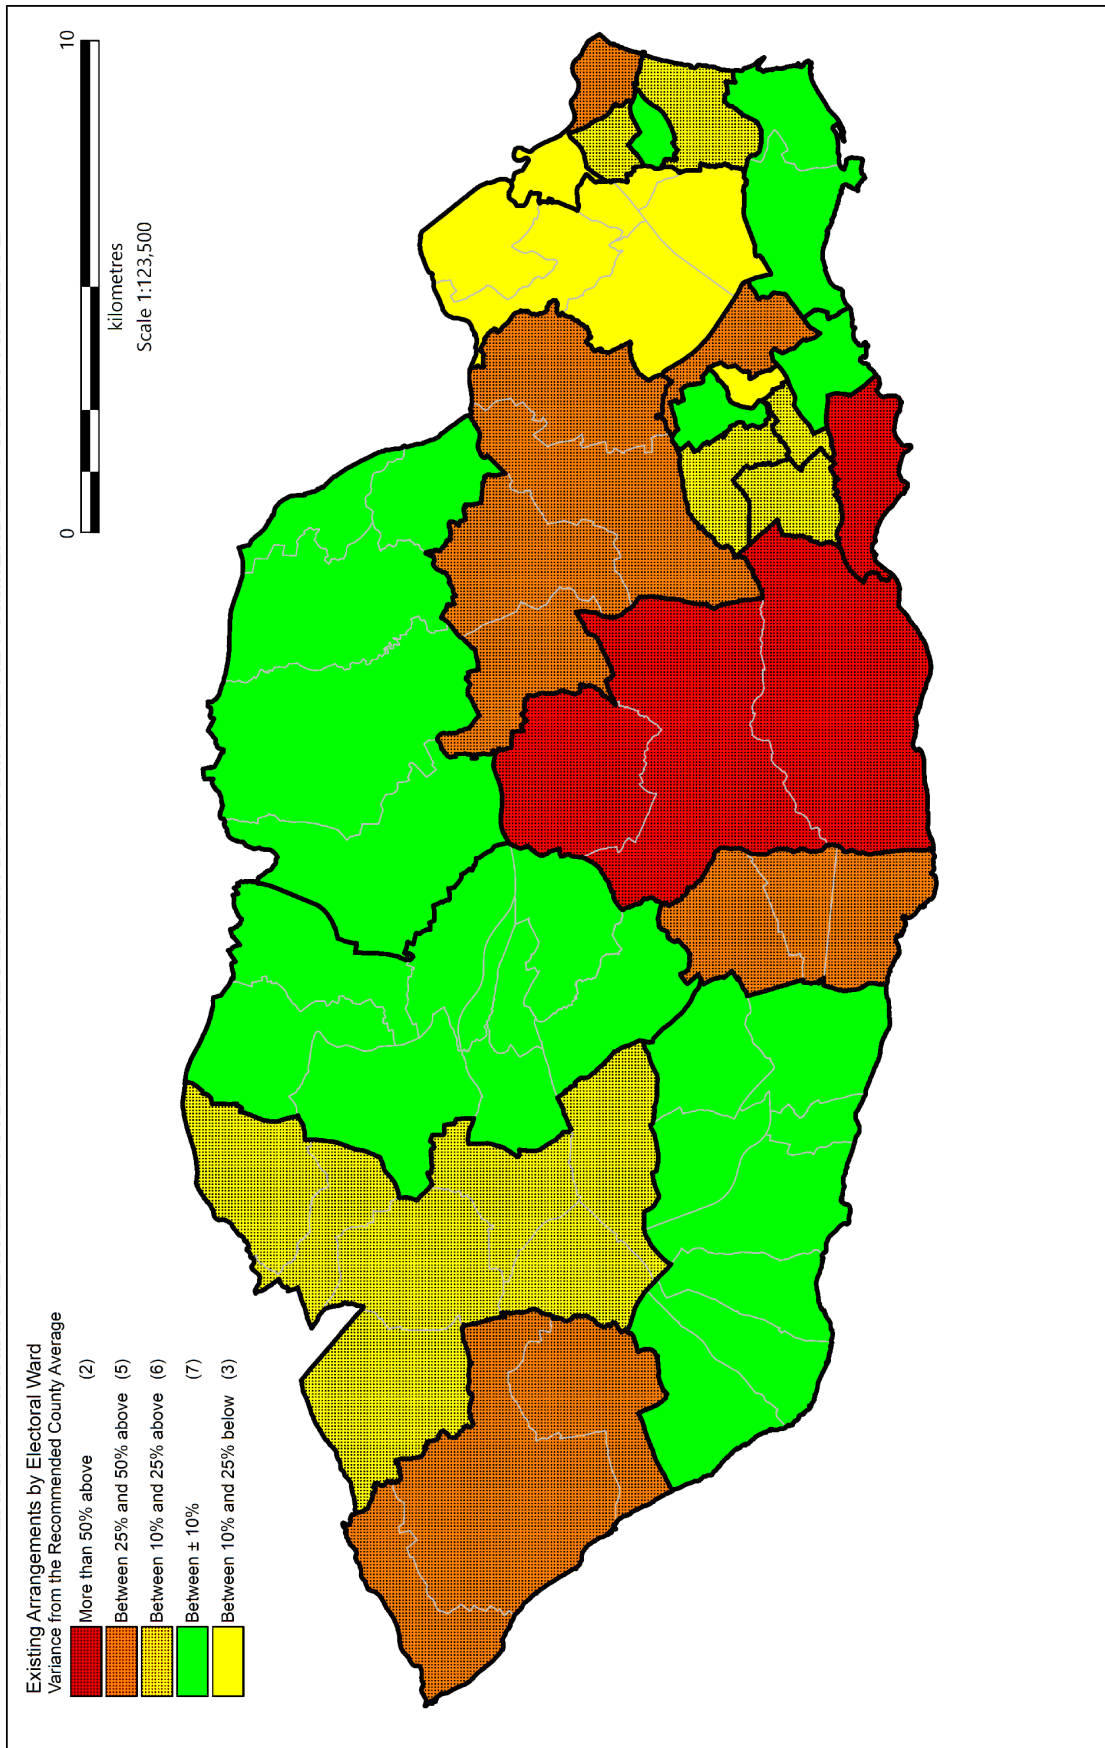 Existing Arrangements by Electoral Ward
Variance from the Recommended County Average
More than 50% above (2)
Between 25% and 50% above (5)
Between 10% and 25% above (6)
Between ± 10% (7)
Between 10% and 25% below (3)
0 10
kilometres
Scale 1:123,500